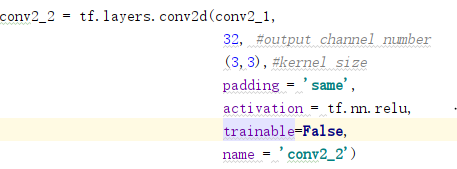 conv2_2 = tf.layers.conv2d(conv2_1,
32, #output channel number
(3,3),#kernel size
padding = 'same',
activation = tf.nn.relu,
trainable=False,
name = 'conv2_2')